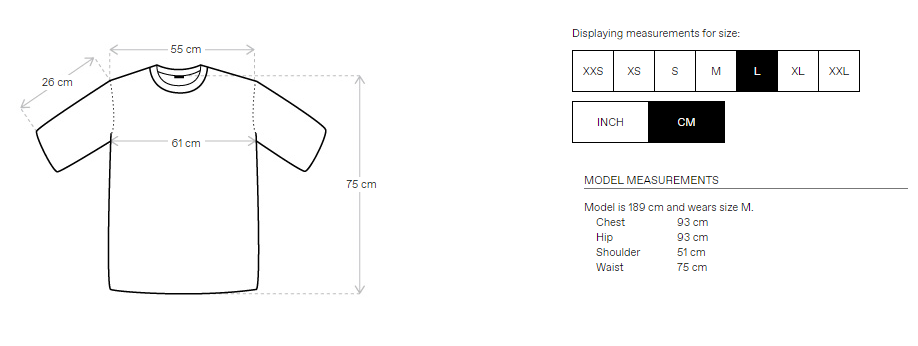 55 cm
26 cm
61 cm
75 cm
Displaying measurements for size:
XXS XS S M L XL XXL
INCH CM
MODEL MEASUREMENTS
Model is 189 cm and wears size M.
Chest 93 cm
Hip 93 cm
Shoulder 51 cm
Waist 75 cm